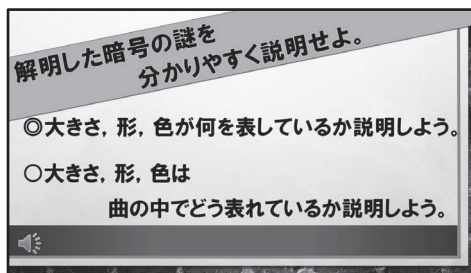 解明した暗号の謎を
分かりやすく説明せよ。
◎大きさ，形，色が何を表しているか説明しよう。
○大きさ，形，色は
曲の中でどう表れているか説明しよう。